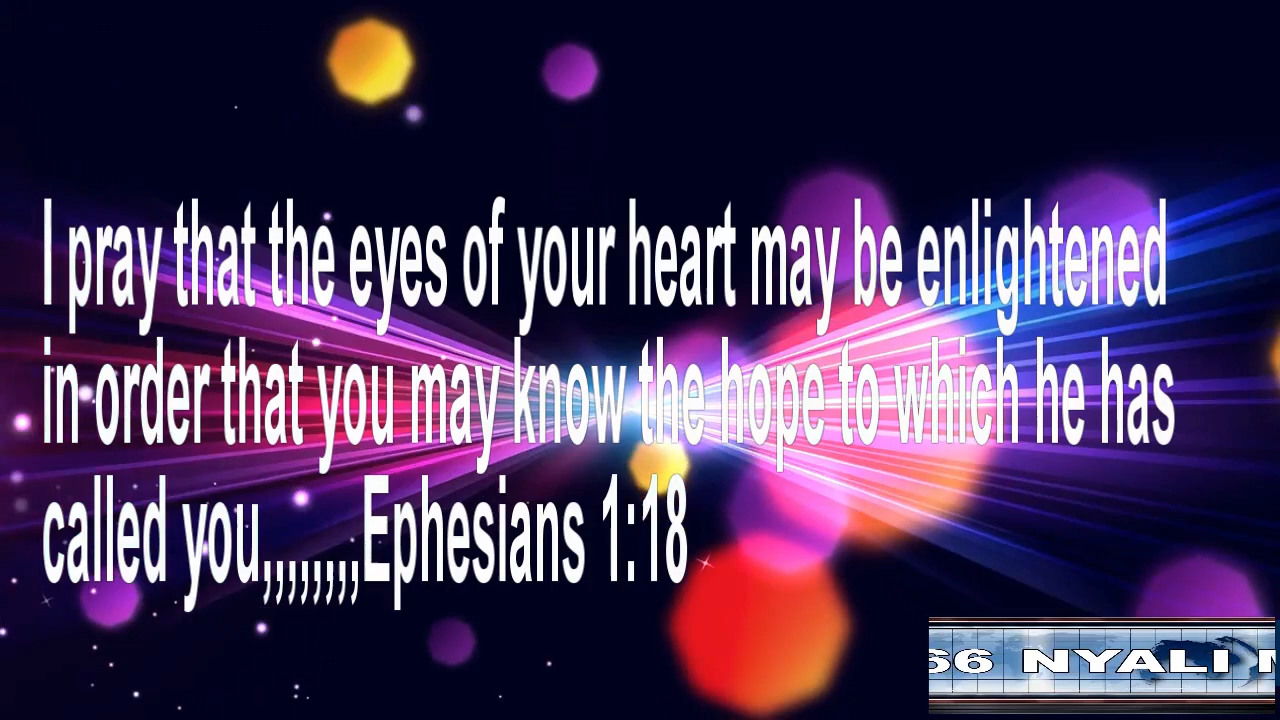 I pray that the eyes of your heart may be enlightened
in order that you may know the hope to which he has
called you,,,,,,,,Ephesians 1:18
66 NYALI